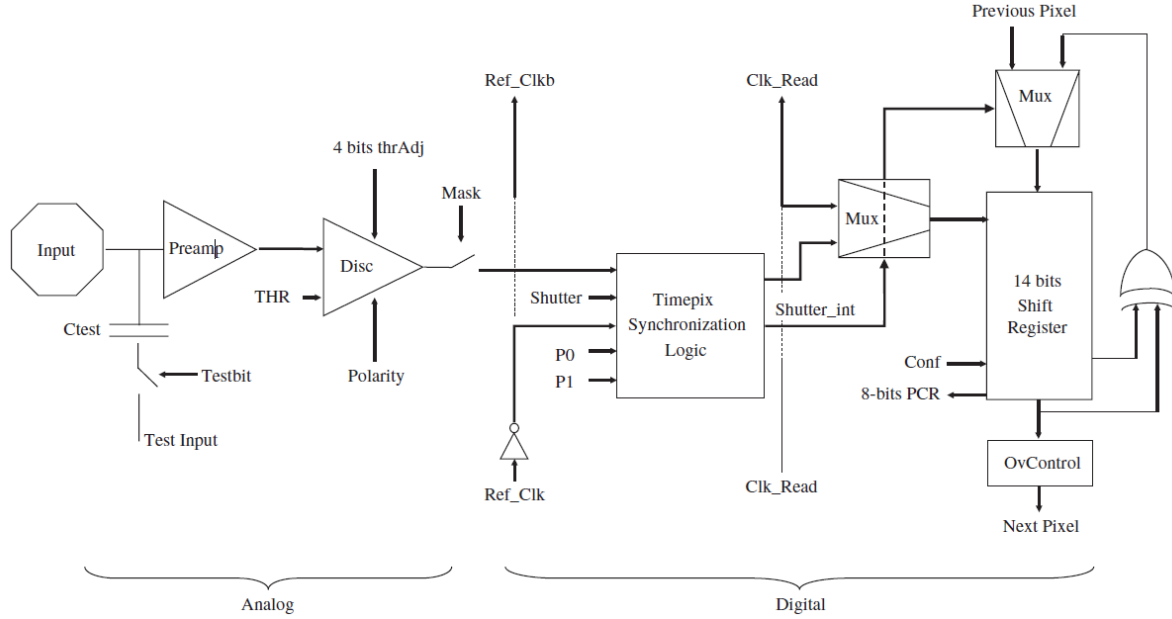 Previous Pixel
Ref_Clkb
Clk_Read
Mux
4 bits thrAdj
Mask
Input
Preamp
Disc
Mux
THR
Shutter
Timepix
Synchronization
Logic
Shutter_int
14 bits
Shift
Register
Ctest
P0
P1
Conf
8-bits PCR
Testbit
Polarity
Test Input
OvControl
Ref_Clk
Clk_Read
Next Pixel
Analog
Digital